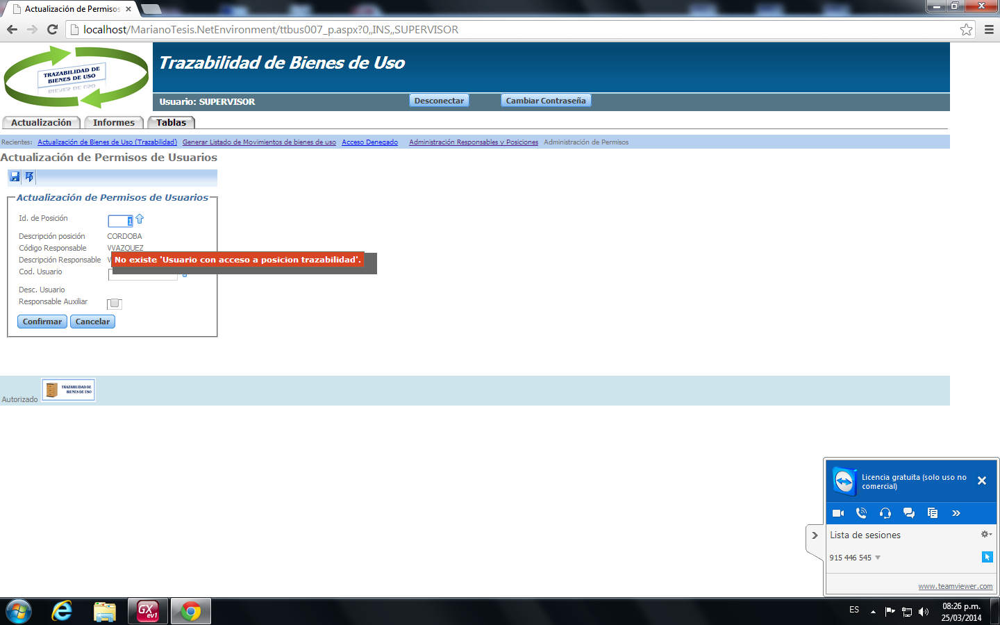 Actualización de Permisos
localhost/MarianoTesis.NetEnvironment/ttbus007_p.aspx?0,,INS,,SUPERVISOR
TRAZABILIDAD DE
BIENES DE USO
Trazabilidad de Bienes de Uso
Usuario: SUPERVISOR
Desconectar
Cambiar Contraseña
Actualización
Informes
Tablas
Recientes: Actualización de Bienes de Uso (Trazabilidad) Generar Listado de Movimientos de bienes de uso Acceso Denegado Administración Responsables y Posiciones Administración de Permisos
Actualización de Permisos de Usuarios
Actualización de Permisos de Usuarios
Id. de Posición 1
Descripción posición CORDOBA
Código Responsable VVAZQUEZ
Descripción Responsable
No existe 'Usuario con acceso a posicion trazabilidad'.
Cod. Usuario
Desc. Usuario
Responsable Auxiliar
Confirmar Cancelar
Autorizado
TRAZABILIDAD DE
BIENES DE USO
Licencia gratuita (solo uso no
comercial)
Lista de sesiones
915 446 545
www.teamviewer.com
GX
ev1
ES
08:26 p.m.
25/03/2014